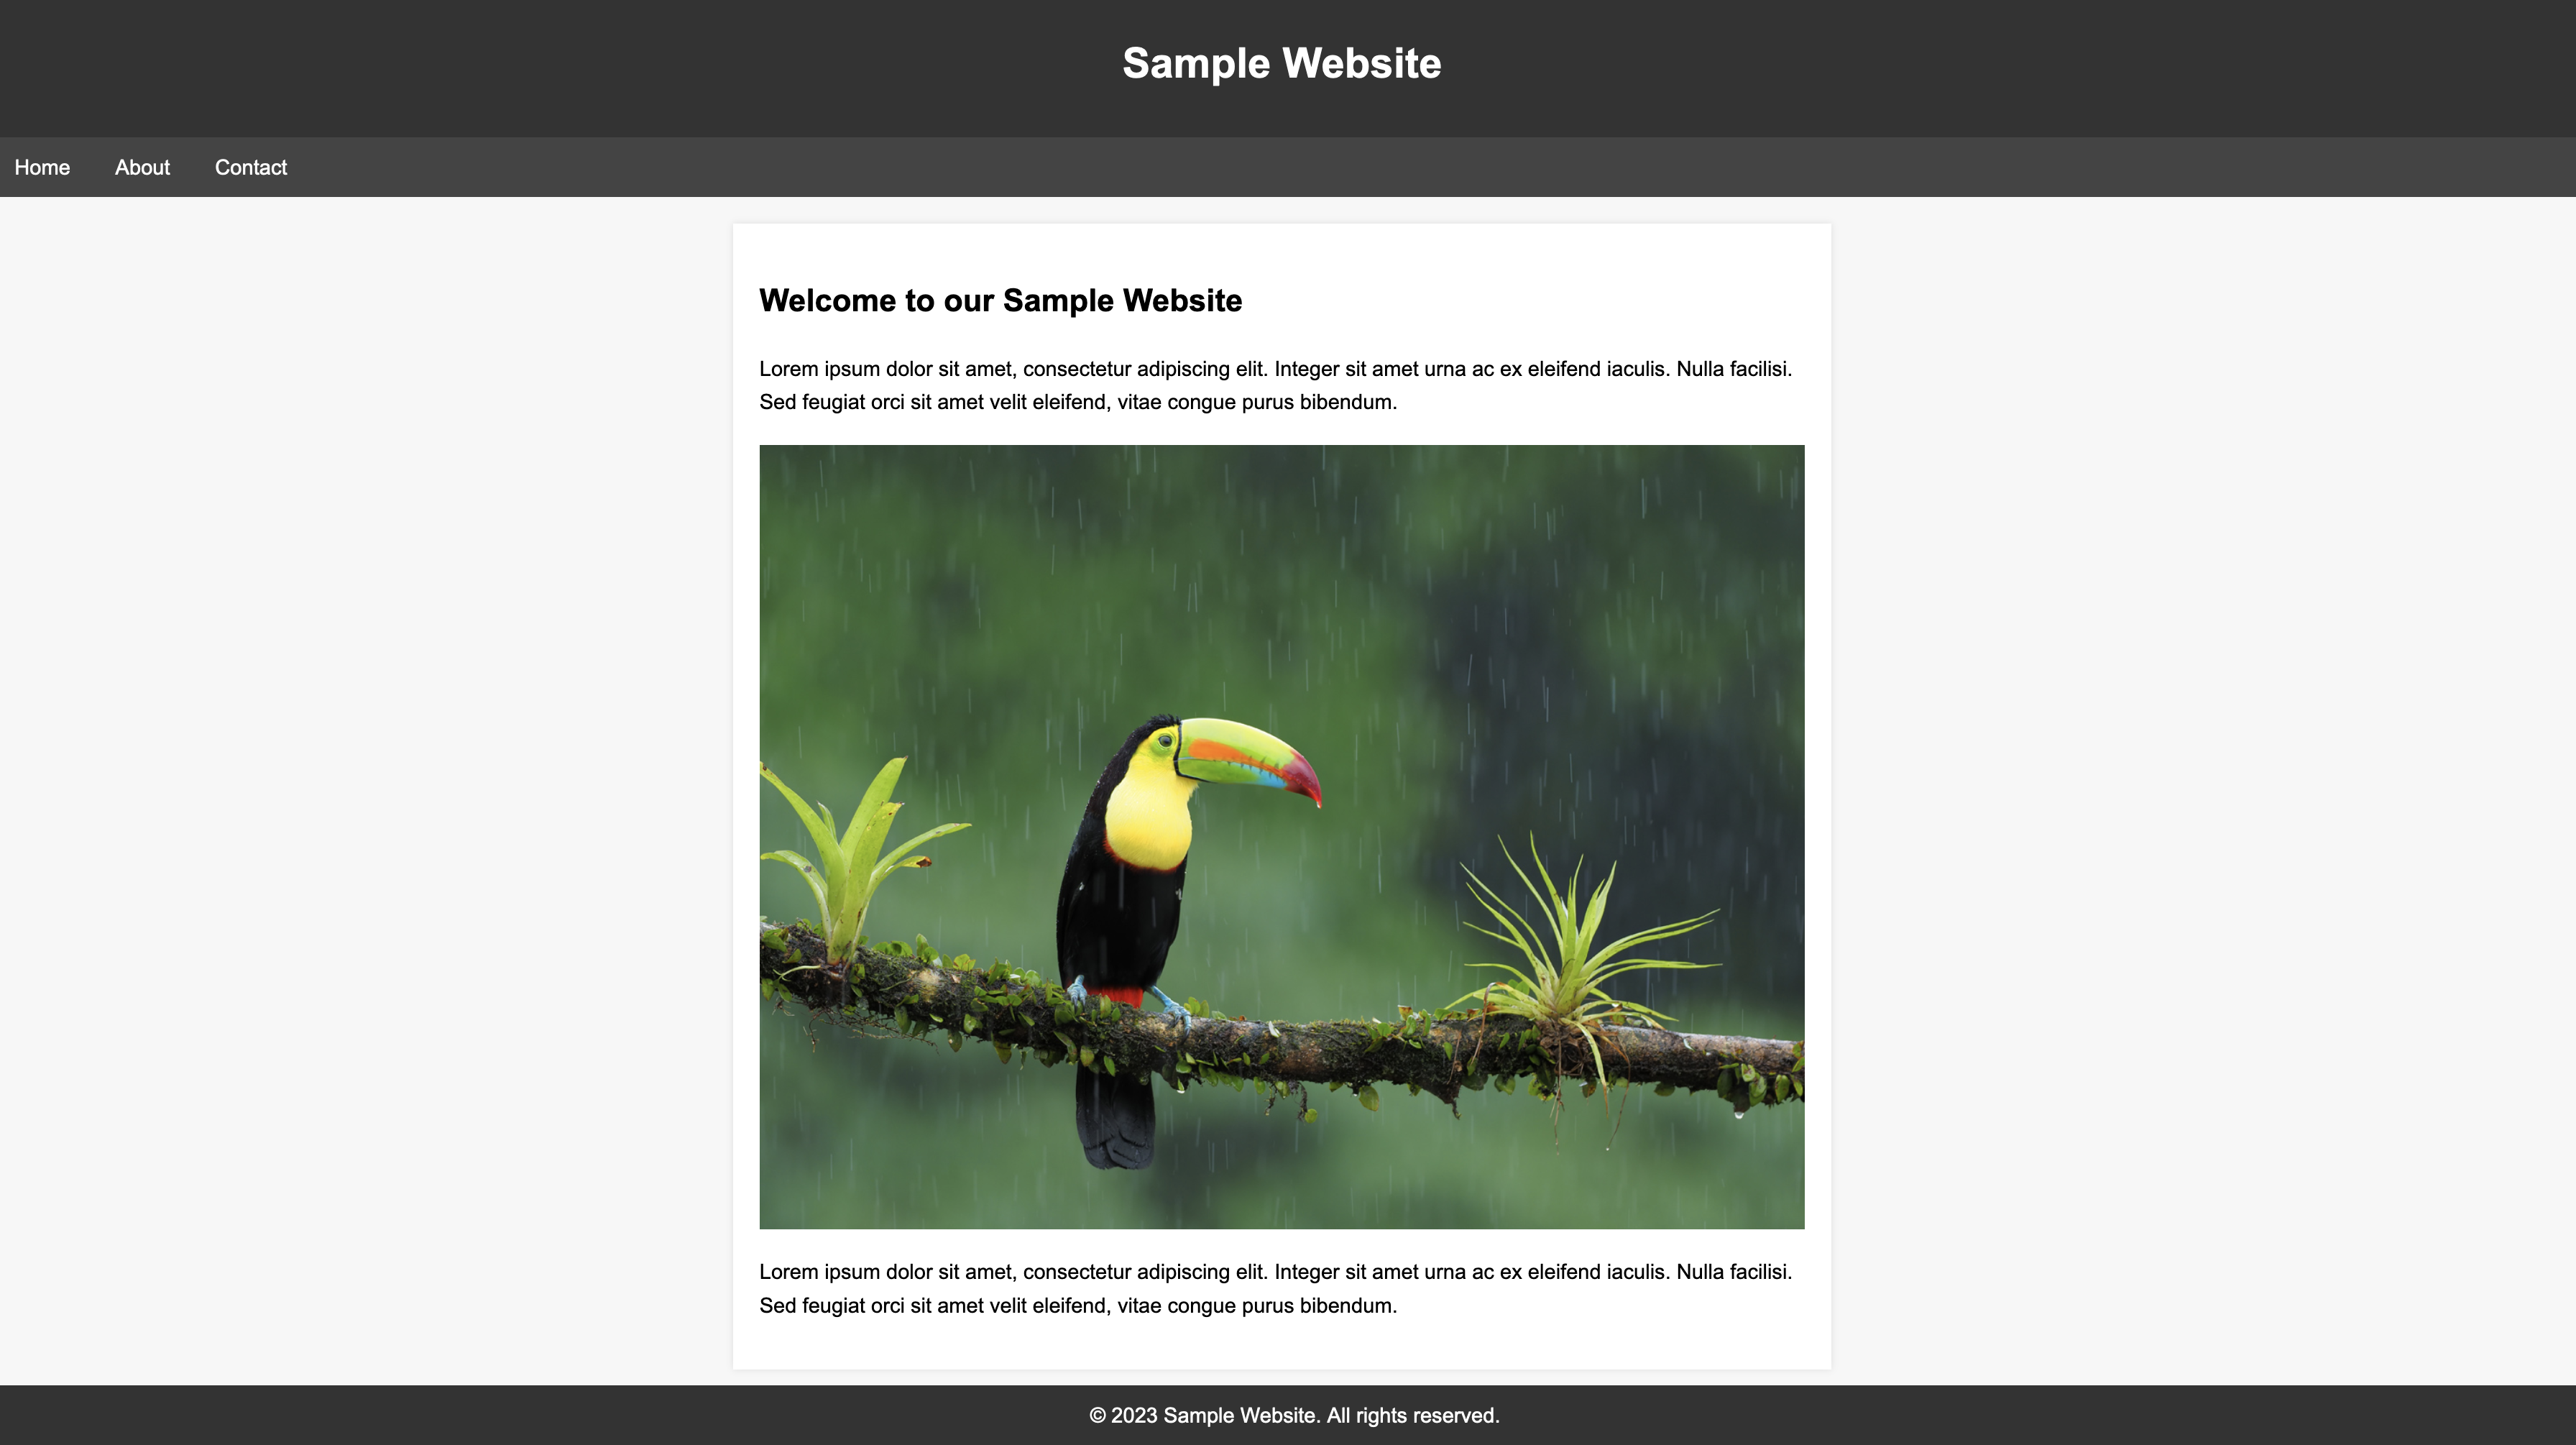 Sample Website
Home About Contact
Welcome to our Sample Website
Lorem ipsum dolor sit amet, consectetur adipiscing elit. Integer sit amet urna ac ex eleifend iaculis. Nulla facilisi.
Sed feugiat orci sit amet velit eleifend, vitae congue purus bibendum.
Lorem ipsum dolor sit amet, consectetur adipiscing elit. Integer sit amet urna ac ex eleifend iaculis. Nulla facilisi.
Sed feugiat orci sit amet velit eleifend, vitae congue purus bibendum.
© 2023 Sample Website. All rights reserved.